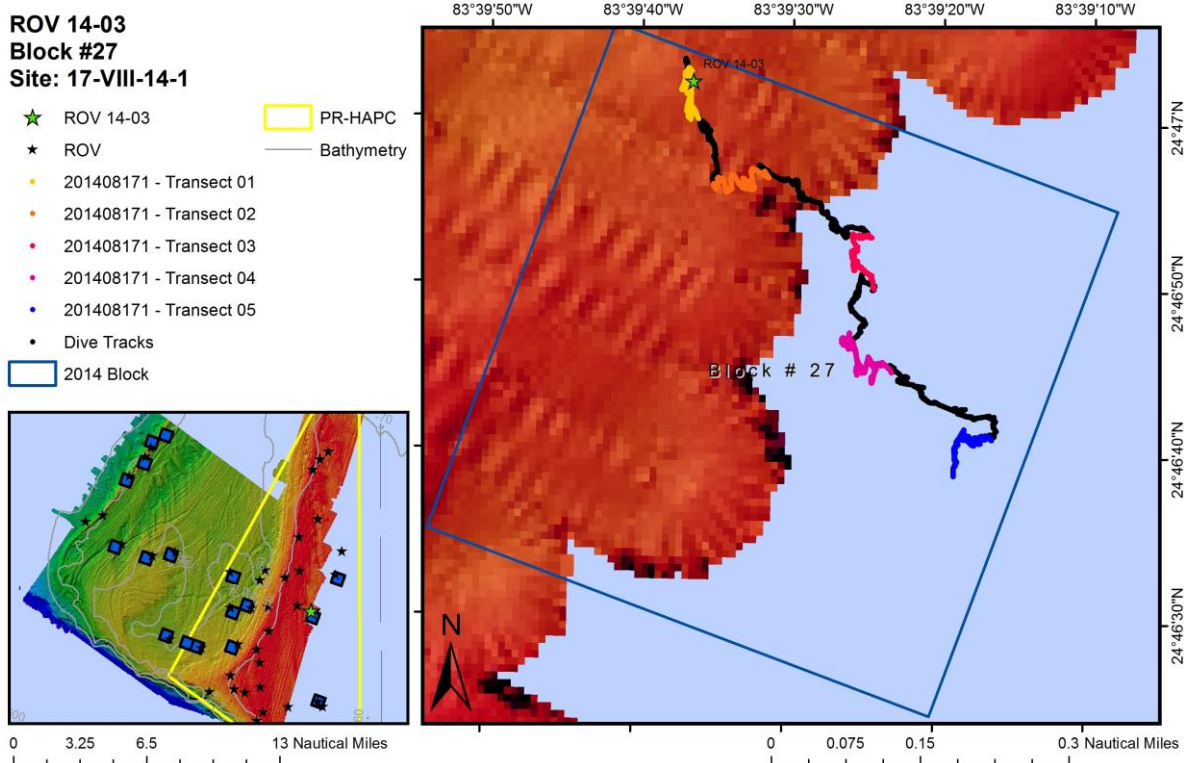 ROV 14-03
Block #27
Site: 17-VIII-14-1
ROV 14-03
ROV
201408171 - Transect 01
201408171 - Transect 02
201408171 - Transect 03
201408171 - Transect 04
201408171 - Transect 05
Dive Tracks
2014 Block
PR-HAPC
Bathymetry
83°39'50"W
83°39'40"W
83°39'30"W
83°39'20"W
83°39'10"W
ROV 14-03
Block # 27
N
24°47'N
24°46'50"N
24°46'40"N
24°46'30"N
0 3.25 6.5 13 Nautical Miles
0 0.075 0.15 0.3 Nautical Miles